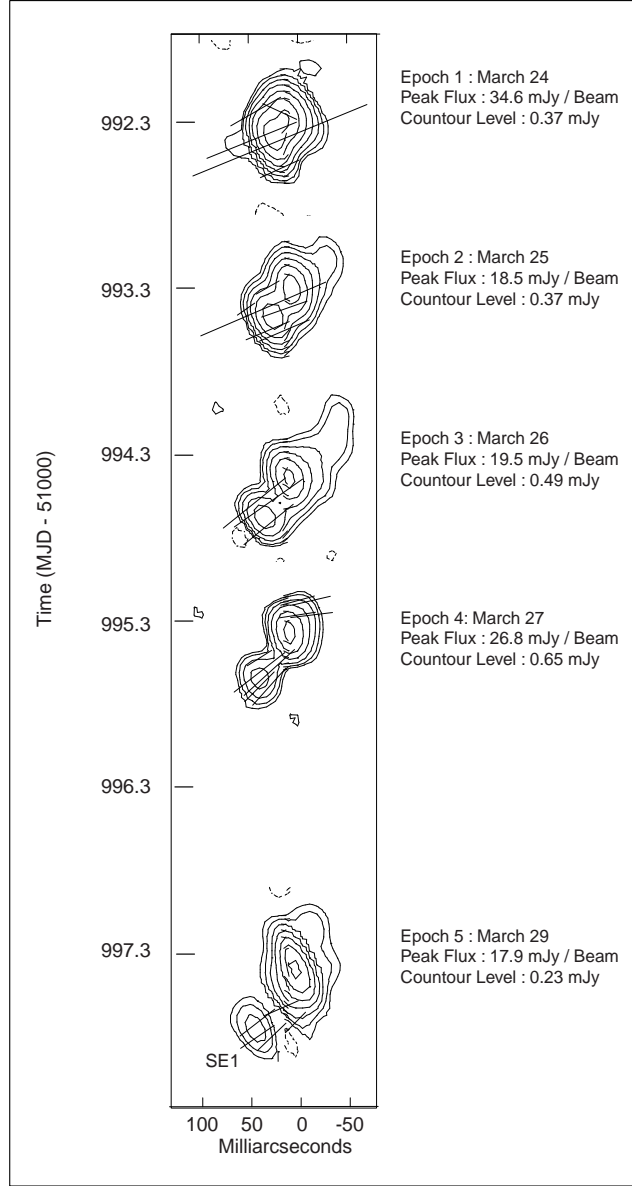 Epoch 1 : March 24
Peak Flux : 34.6 mJy / Beam
Countour Level : 0.37 mJy
992.3
Epoch 2 : March 25
Peak Flux : 18.5 mJy / Beam
Countour Level : 0.37 mJy
993.3
Epoch 3 : March 26
Peak Flux : 19.5 mJy / Beam
Countour Level : 0.49 mJy
994.3
Time (MJD - 51000)
Epoch 4: March 27
Peak Flux : 26.8 mJy / Beam
Countour Level : 0.65 mJy
995.3
996.3
Epoch 5 : March 29
Peak Flux : 17.9 mJy / Beam
Countour Level : 0.23 mJy
997.3
SE1
100 50 0 -50
Milliarcseconds